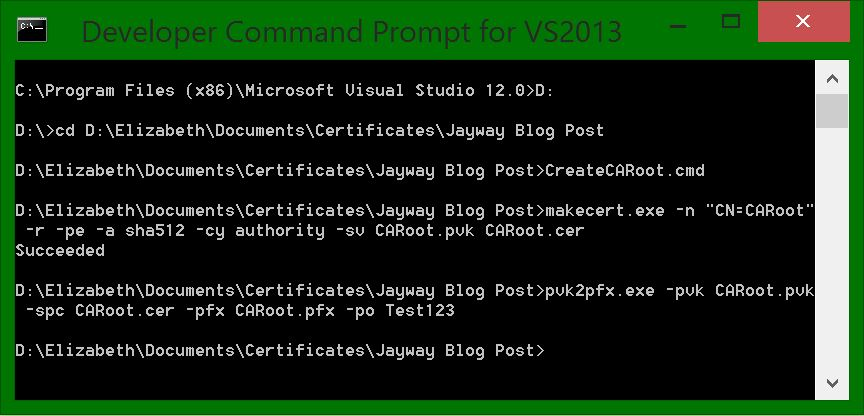 Developer Command Prompt for VS2013
C:\Program Files (x86)\Microsoft Visual Studio 12.0>D:
D:\>cd D:\Elizabeth\Documents\Certificates\Jayway Blog Post
D:\Elizabeth\Documents\Certificates\Jayway Blog Post>CreateCARoot.cmd
D:\Elizabeth\Documents\Certificates\Jayway Blog Post>makecert.exe -n "CN=CARoot"
-r -pe -a sha512 -cy authority -sv CARoot.pvk CARoot.cer
Succeeded
D:\Elizabeth\Documents\Certificates\Jayway Blog Post>pvk2pfx.exe -pvk CARoot.pvk
-spc CARoot.cer -pfx CARoot.pfx -po Test123
D:\Elizabeth\Documents\Certificates\Jayway Blog Post>